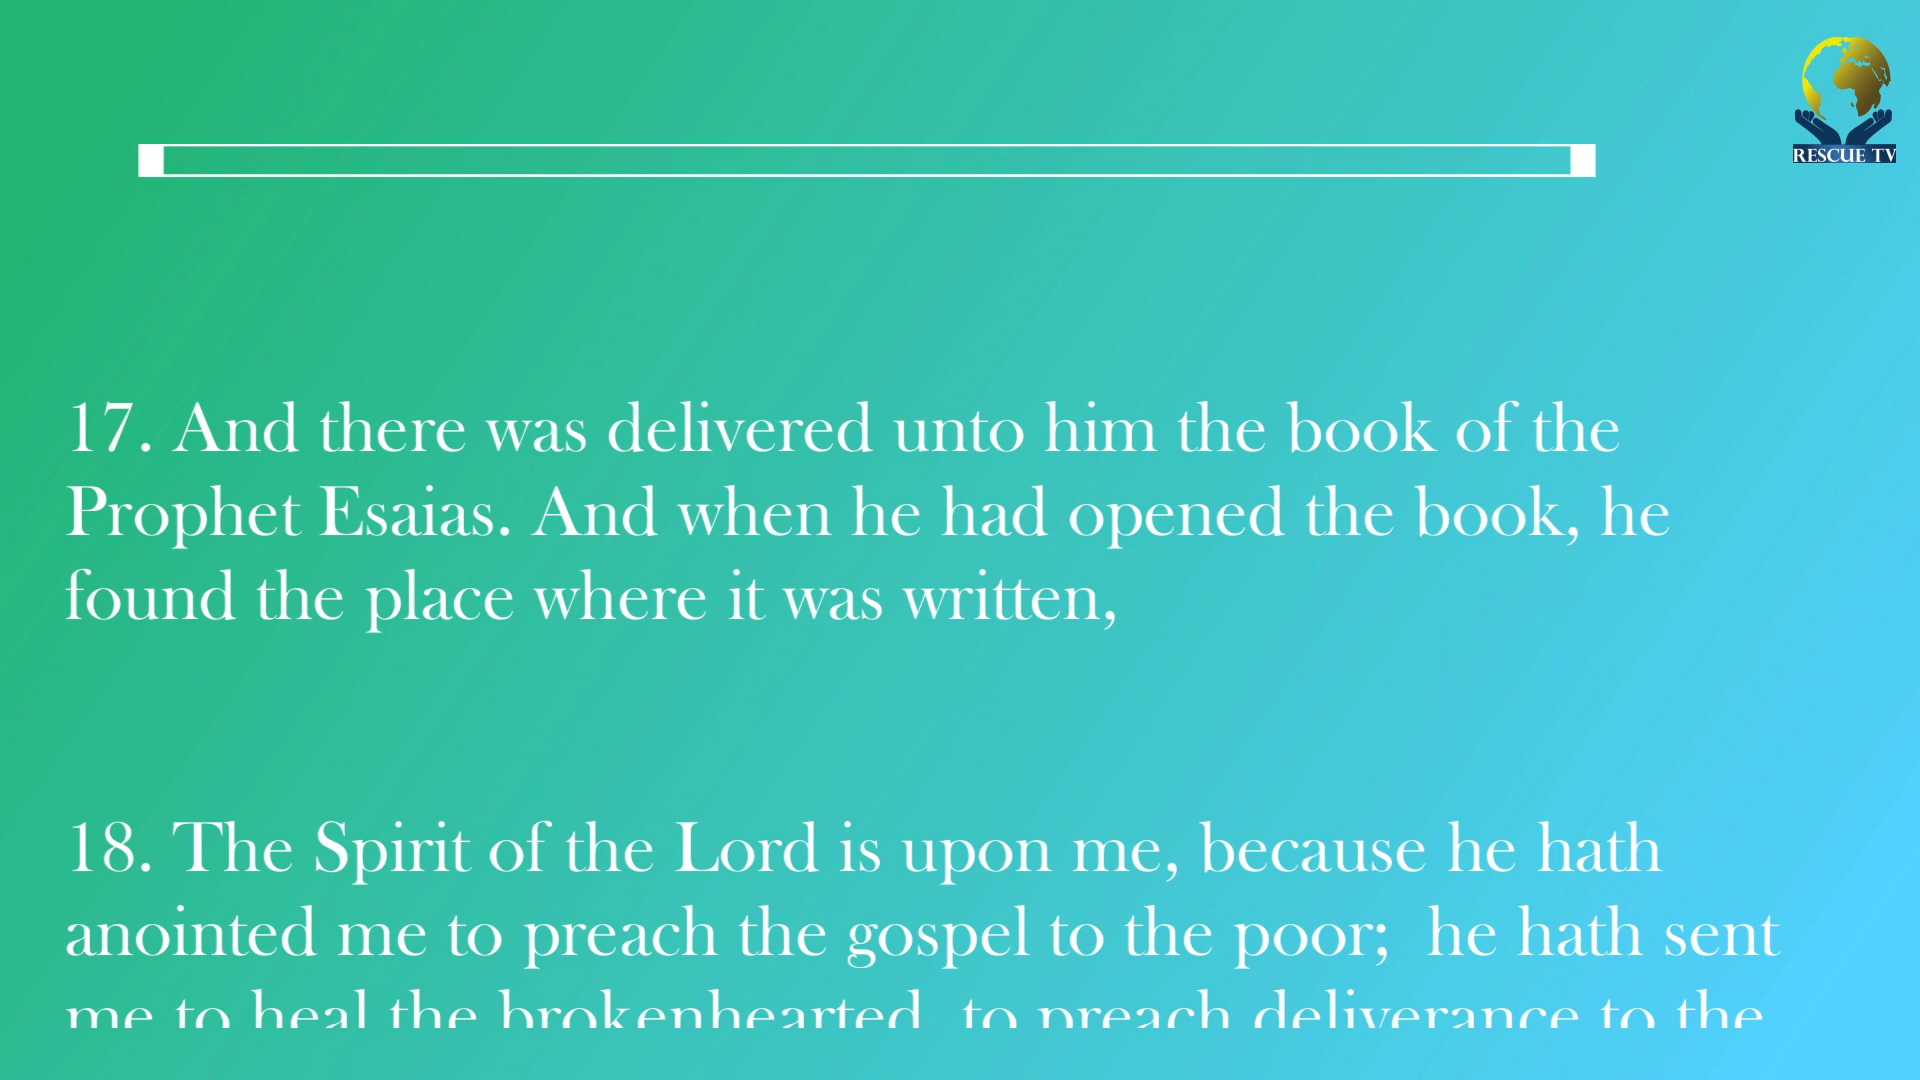 RESCUE TV
17. And there was delivered unto him the book of the
Prophet Esaias. And when he had opened the book, he
found the place where it was written,
18. The Spirit of the Lord is upon me, because he hath
anointed me to preach the gospel to the poor;  he hath sent
me to heal the brokenhearted  to preach deliverance to the